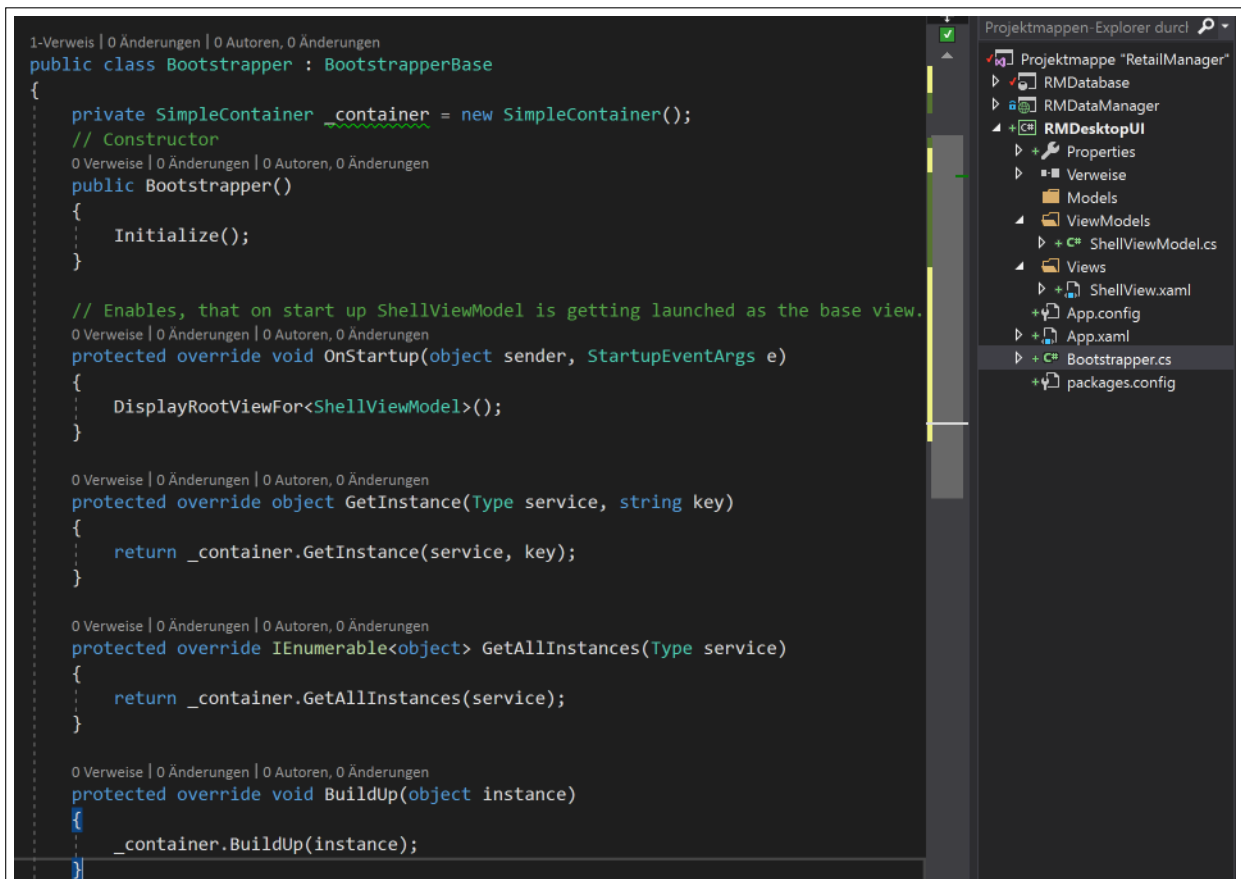 1-Verweis | 0 Änderungen | 0 Autoren, 0 Änderungen
public class Bootstrapper : BootstrapperBase
{
private SimpleContainer _container = new SimpleContainer();
// Constructor
0 Verweise | 0 Änderungen | 0 Autoren, 0 Änderungen
public Bootstrapper()
{
Initialize();
}
// Enables, that on start up ShellViewModel is getting launched as the base view.
0 Verweise | 0 Änderungen | 0 Autoren, 0 Änderungen
protected override void OnStartup(object sender, StartupEventArgs e)
{
DisplayRootViewFor<ShellViewModel>();
}
0 Verweise | 0 Änderungen | 0 Autoren, 0 Änderungen
protected override object GetInstance(Type service, string key)
{
return _container.GetInstance(service, key);
}
0 Verweise | 0 Änderungen | 0 Autoren, 0 Änderungen
protected override IEnumerable<object> GetAllInstances(Type service)
{
return _container.GetAllInstances(service);
}
0 Verweise | 0 Änderungen | 0 Autoren, 0 Änderungen
protected override void BuildUp(object instance)
{
_container.BuildUp(instance);
}
Projektmappen-Explorer durcl
Projektmappe "RetailManager"
RMDatabase
RMDataManager
C# RMDesktopUI
Properties
Verweise
Models
ViewModels
C# ShellViewModel.cs
Views
ShellView.xaml
App.config
App.xaml
C# Bootstrapper.cs
packages.config